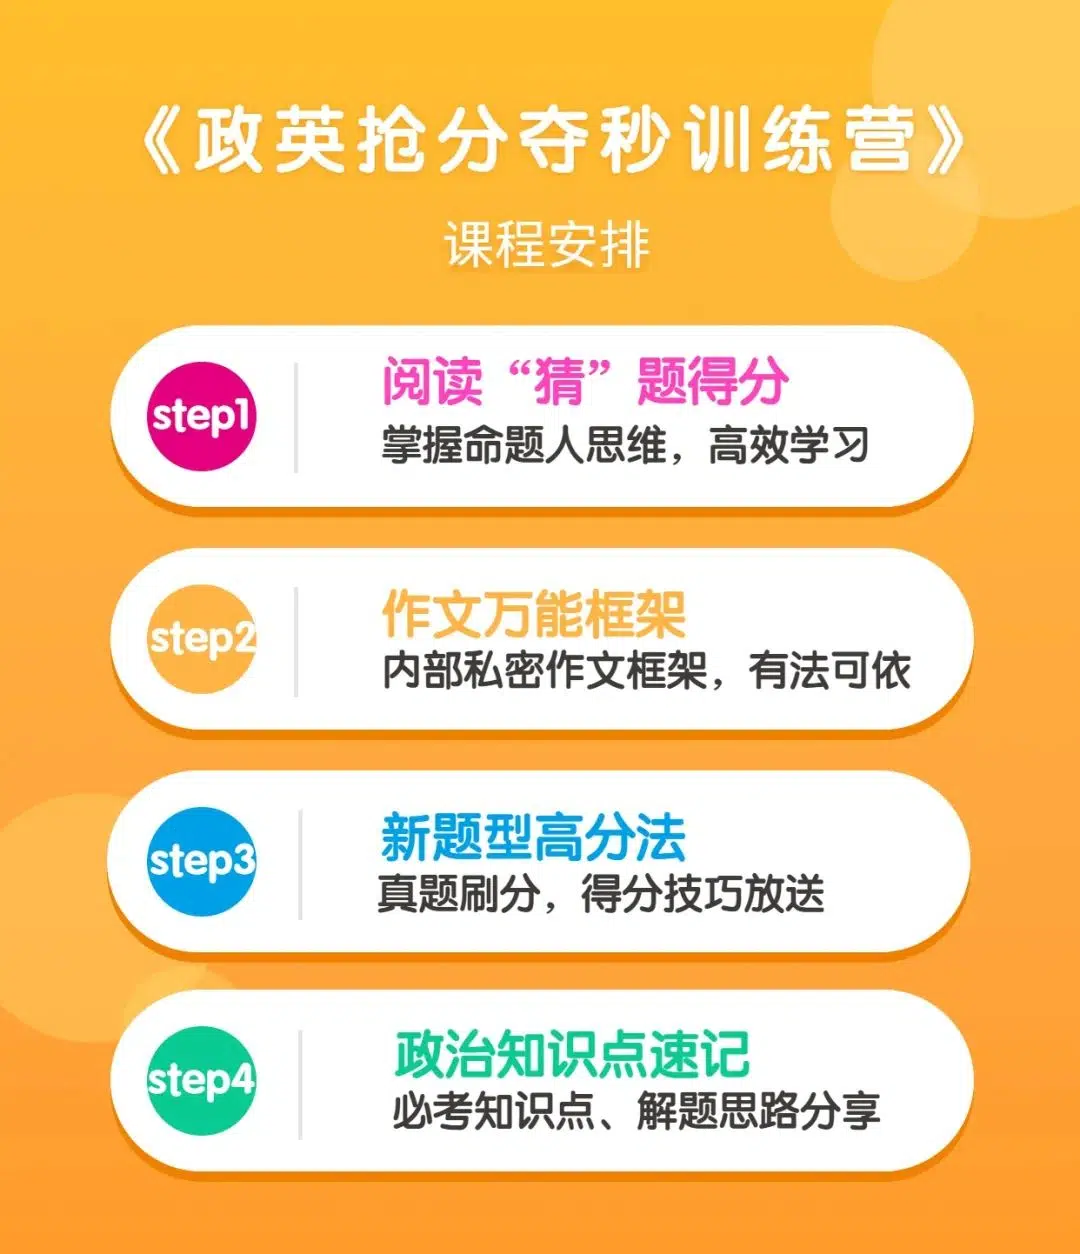 《政英抢分夺秒训练营》
课程安排
step1
阅读“猜”题得分
掌握命题人思维，高效学习
step2
作文万能框架
内部私密作文框架，有法可依
step3
新题型高分法
真题刷分，得分技巧放送
step4
政治知识点速记
必考知识点、解题思路分享